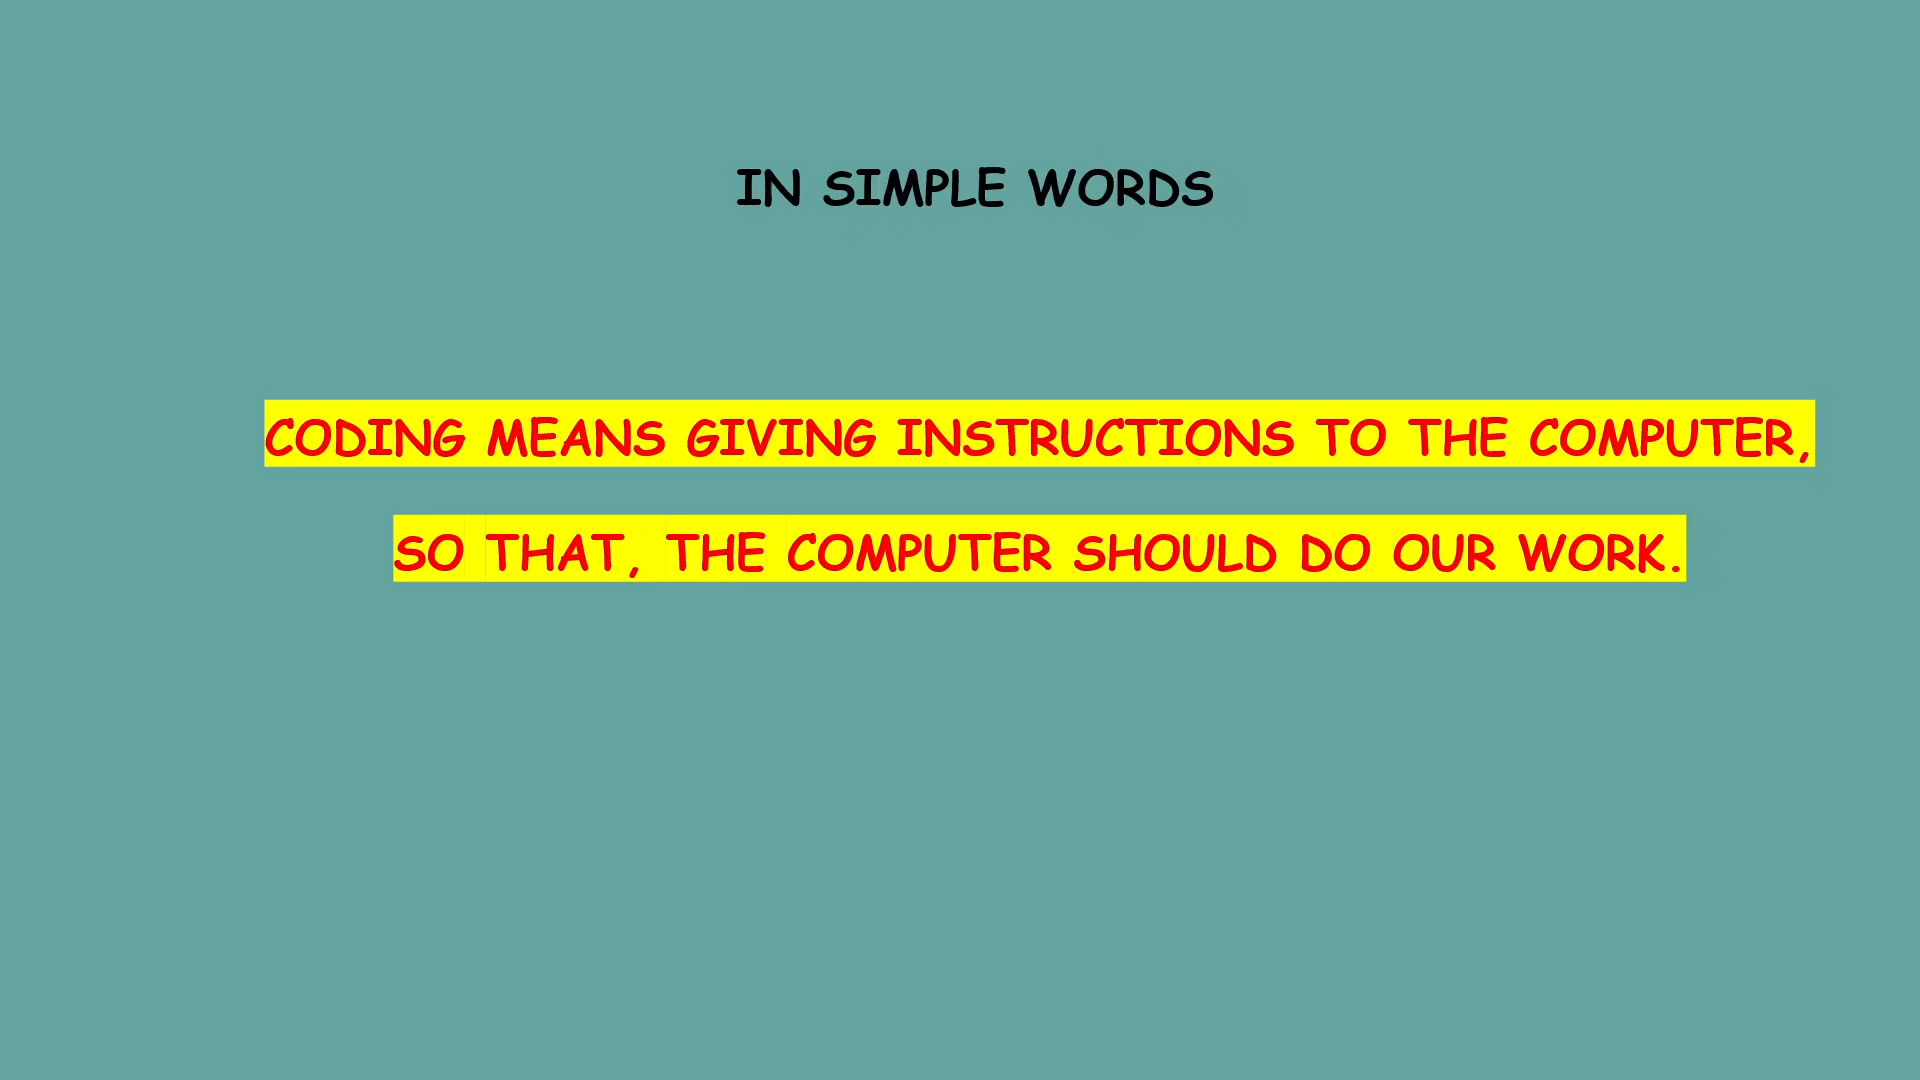 IN SIMPLE WORDS
CODING MEANS GIVING INSTRUCTIONS TO THE COMPUTER,
SO THAT, THE COMPUTER SHOULD DO OUR WORK.